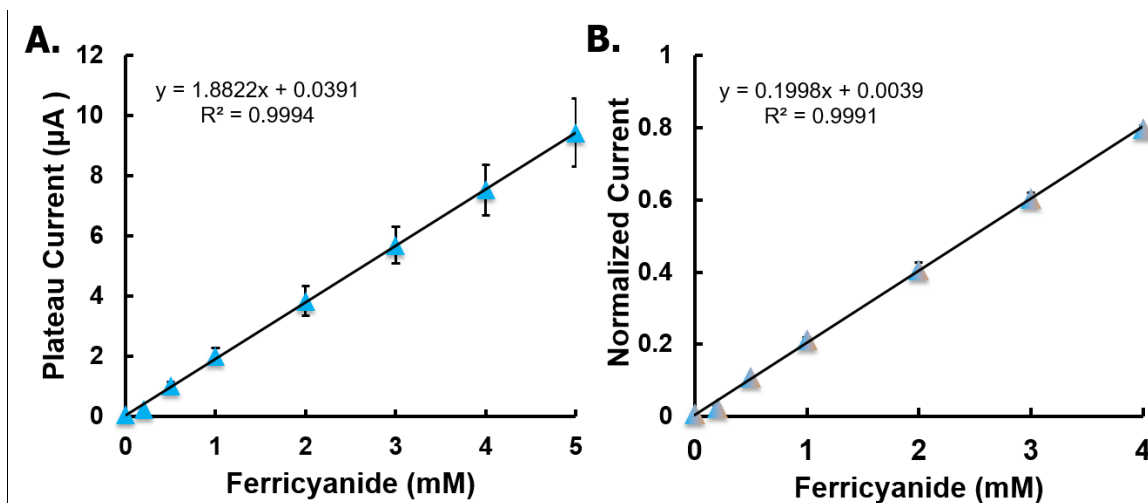 A.
12
10
8
6
4
2
0
Plateau Current (µA)
y = 1.8822x + 0.0391
R² = 0.9994
0 1 2 3 4 5
Ferricyanide (mM)
B.
1
0.8
0.6
0.4
0.2
0
Normalized Current
y = 0.1998x + 0.0039
R² = 0.9991
0 1 2 3 4
Ferricyanide (mM)